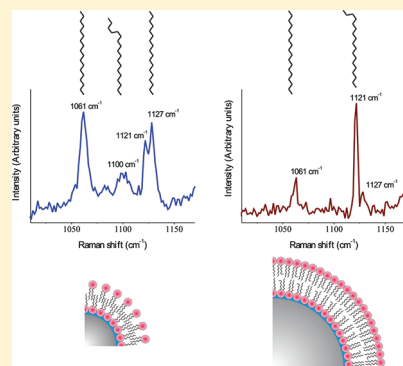 1061 cm⁻¹
1127 cm⁻¹
1121 cm⁻¹
1100 cm⁻¹
Intensity (Arbitrary units)
1050
1100
1150
Raman shift (cm⁻¹)
1121 cm⁻¹
1061 cm⁻¹
1127 cm⁻¹
Intensity (Arbitrary units)
1050
1100
1150
Raman shift (cm⁻¹)